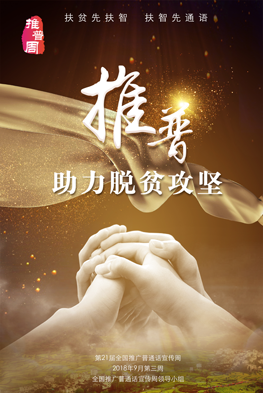 推普周
扶贫先扶智 扶智先通语
推普
助力脱贫攻坚
第21届全国推广普通话宣传周
2018年9月第三周
全国推广普通话宣传周领导小组